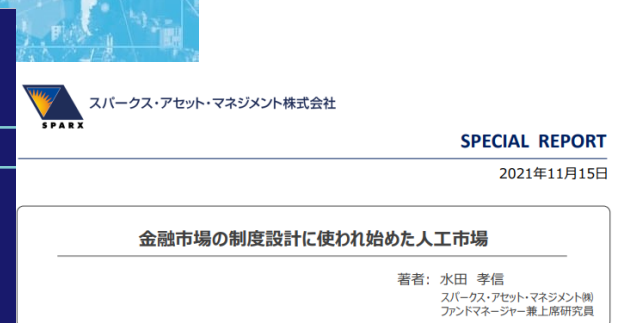 スパークス・アセット・マネジメント株式会社
SPARX
SPECIAL REPORT
2021年11月15日
金融市場の制度設計に使われ始めた人工市場
著者: 水田 孝信
スパークス・アセット・マネジメント㈱
ファンドマネージャー兼上席研究員